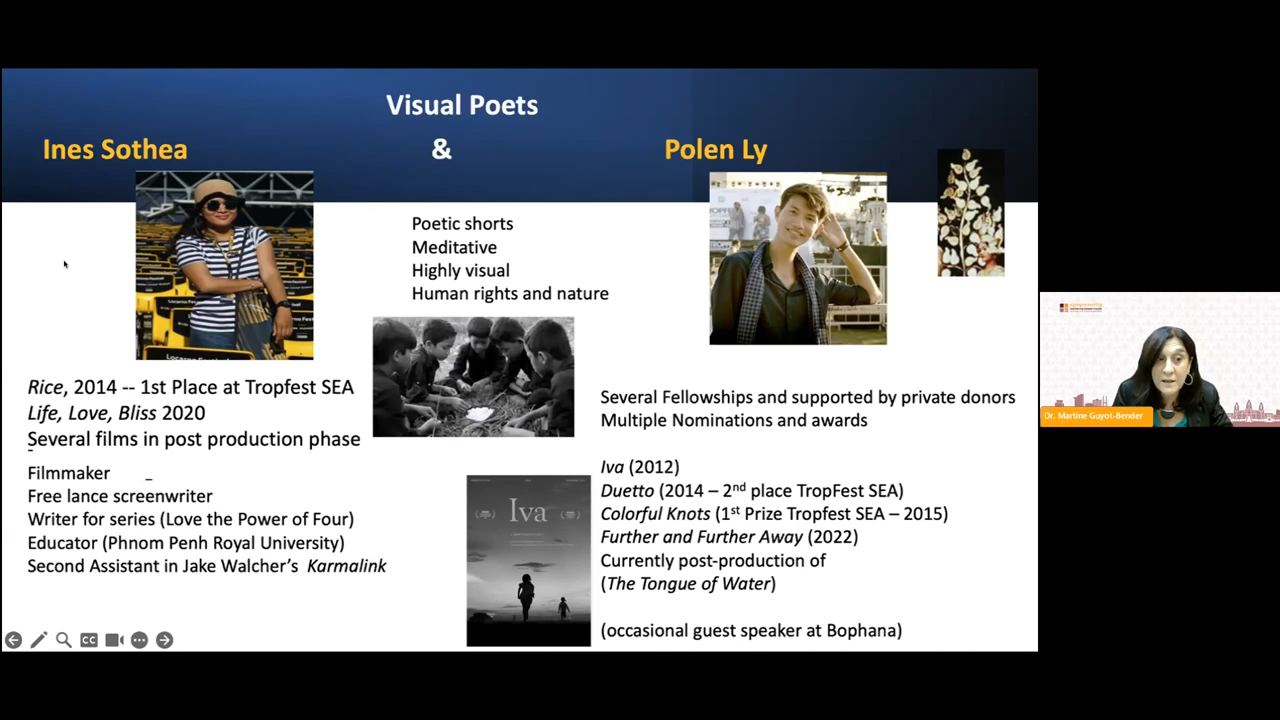 Visual Poets
Ines Sothea
&
Polen Ly
Poetic shorts
Meditative
Highly visual
Human rights and nature
Rice, 2014 -- 1st Place at Tropfest SEA
Life, Love, Bliss 2020
Several films in post production phase
Filmmaker
Free lance screenwriter
Writer for series (Love the Power of Four)
Educator (Phnom Penh Royal University)
Second Assistant in Jake Walcher's Karmalink
Iva
Several Fellowships and supported by private donors
Multiple Nominations and awards
Iva (2012)
Duetto (2014 – 2nd place TropFest SEA)
Colorful Knots (1st Prize Tropfest SEA – 2015)
Further and Further Away (2022)
Currently post-production of
(The Tongue of Water)
(occasional guest speaker at Bophana)
CC
Dr. Martine Guyot-Bender